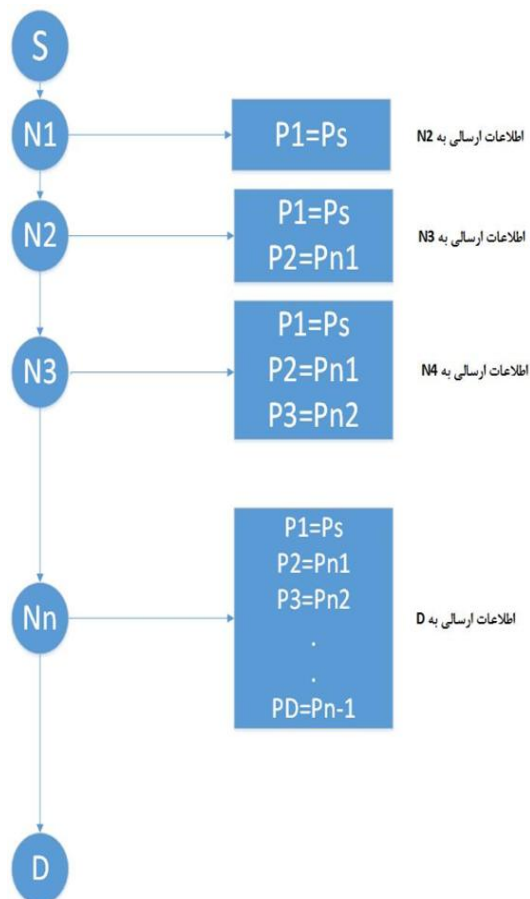 S
N1
P1=Ps
اطلاعات ارسالی به N2
N2
P1=Ps
P2=Pn1
اطلاعات ارسالی به N3
N3
P1=Ps
P2=Pn1
P3=Pn2
اطلاعات ارسالی به N4
Nn
P1=Ps
P2=Pn1
P3=Pn2
.
.
PD=Pn-1
اطلاعات ارسالی به D
D